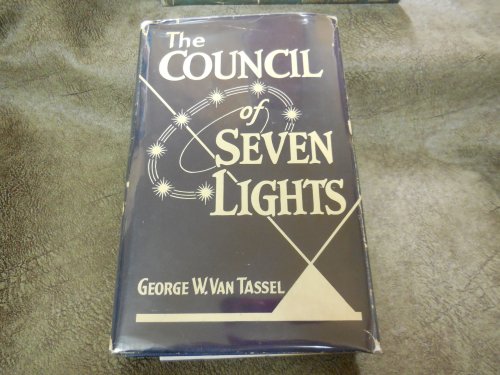 The
COUNCIL
of
SEVEN
LIGHTS
GEORGE W. VAN TASSEL